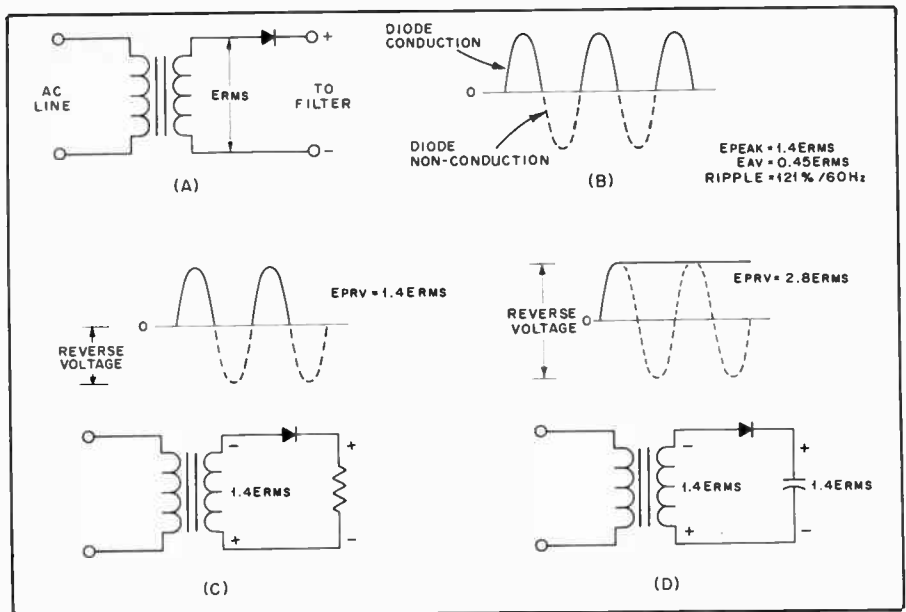 AC
LINE
ERMS
+
TO
FILTER
−
(A)
DIODE
CONDUCTION
0
DIODE
NON-CONDUCTION
(B)
EPEAK = 1.4ERMS
EAV = 0.45ERMS
RIPPLE = 121%/60Hz
0
REVERSE
VOLTAGE
EPRV = 1.4ERMS
−
1.4ERMS
+
+
−
(C)
0
REVERSE
VOLTAGE
EPRV = 2.8ERMS
−
1.4ERMS
+
+
1.4ERMS
−
(D)